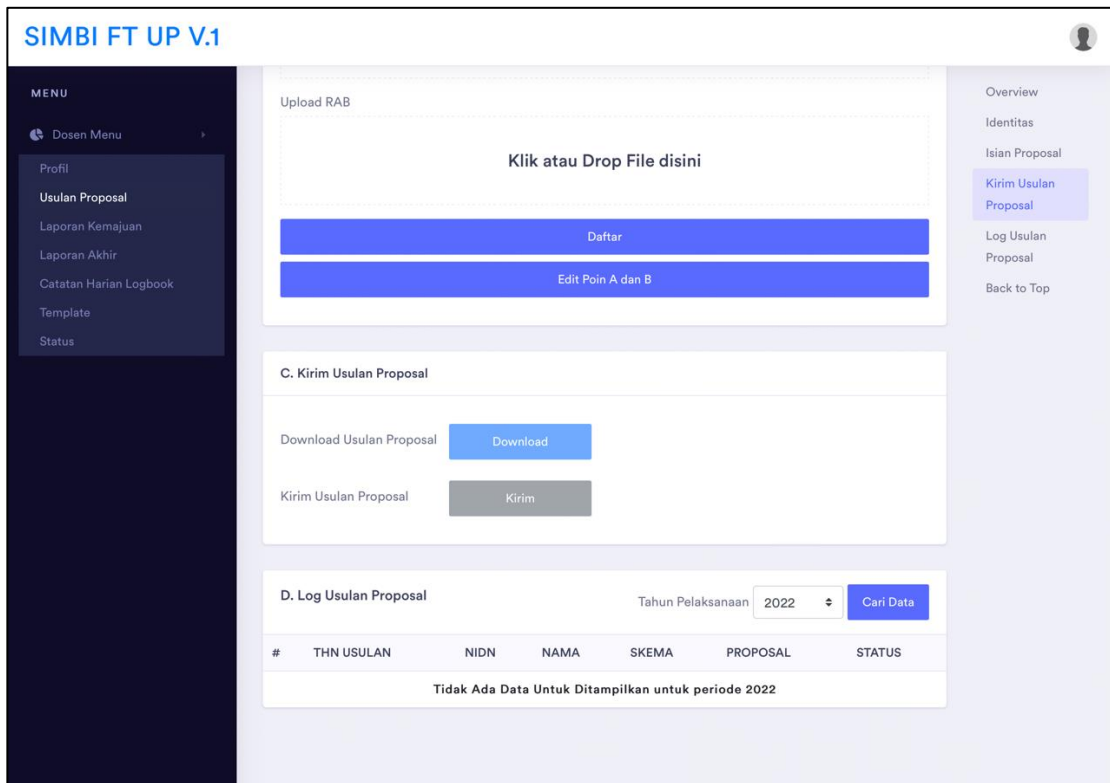 SIMBI FT UP V.1
MENU
Dosen Menu
Profil
Usulan Proposal
Laporan Kemajuan
Laporan Akhir
Catatan Harian Logbook
Template
Status
Upload RAB
Klik atau Drop File disini
Daftar
Edit Poin A dan B
C. Kirim Usulan Proposal
Download Usulan Proposal Download
Kirim Usulan Proposal Kirim
D. Log Usulan Proposal Tahun Pelaksanaan 2022 Cari Data
# THN USULAN NIDN NAMA SKEMA PROPOSAL STATUS
Tidak Ada Data Untuk Ditampilkan untuk periode 2022
Overview
Identitas
Isian Proposal
Kirim Usulan
Proposal
Log Usulan
Proposal
Back to Top